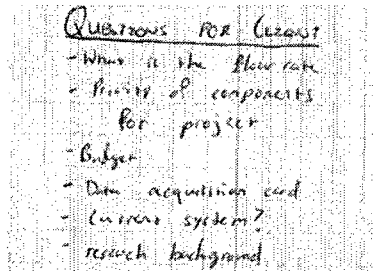 QUESTIONS FOR CLIENT
- What is the flow rate
- Priority of components
for project
- Budget
- Data acquisition card
- Current system?
- research background